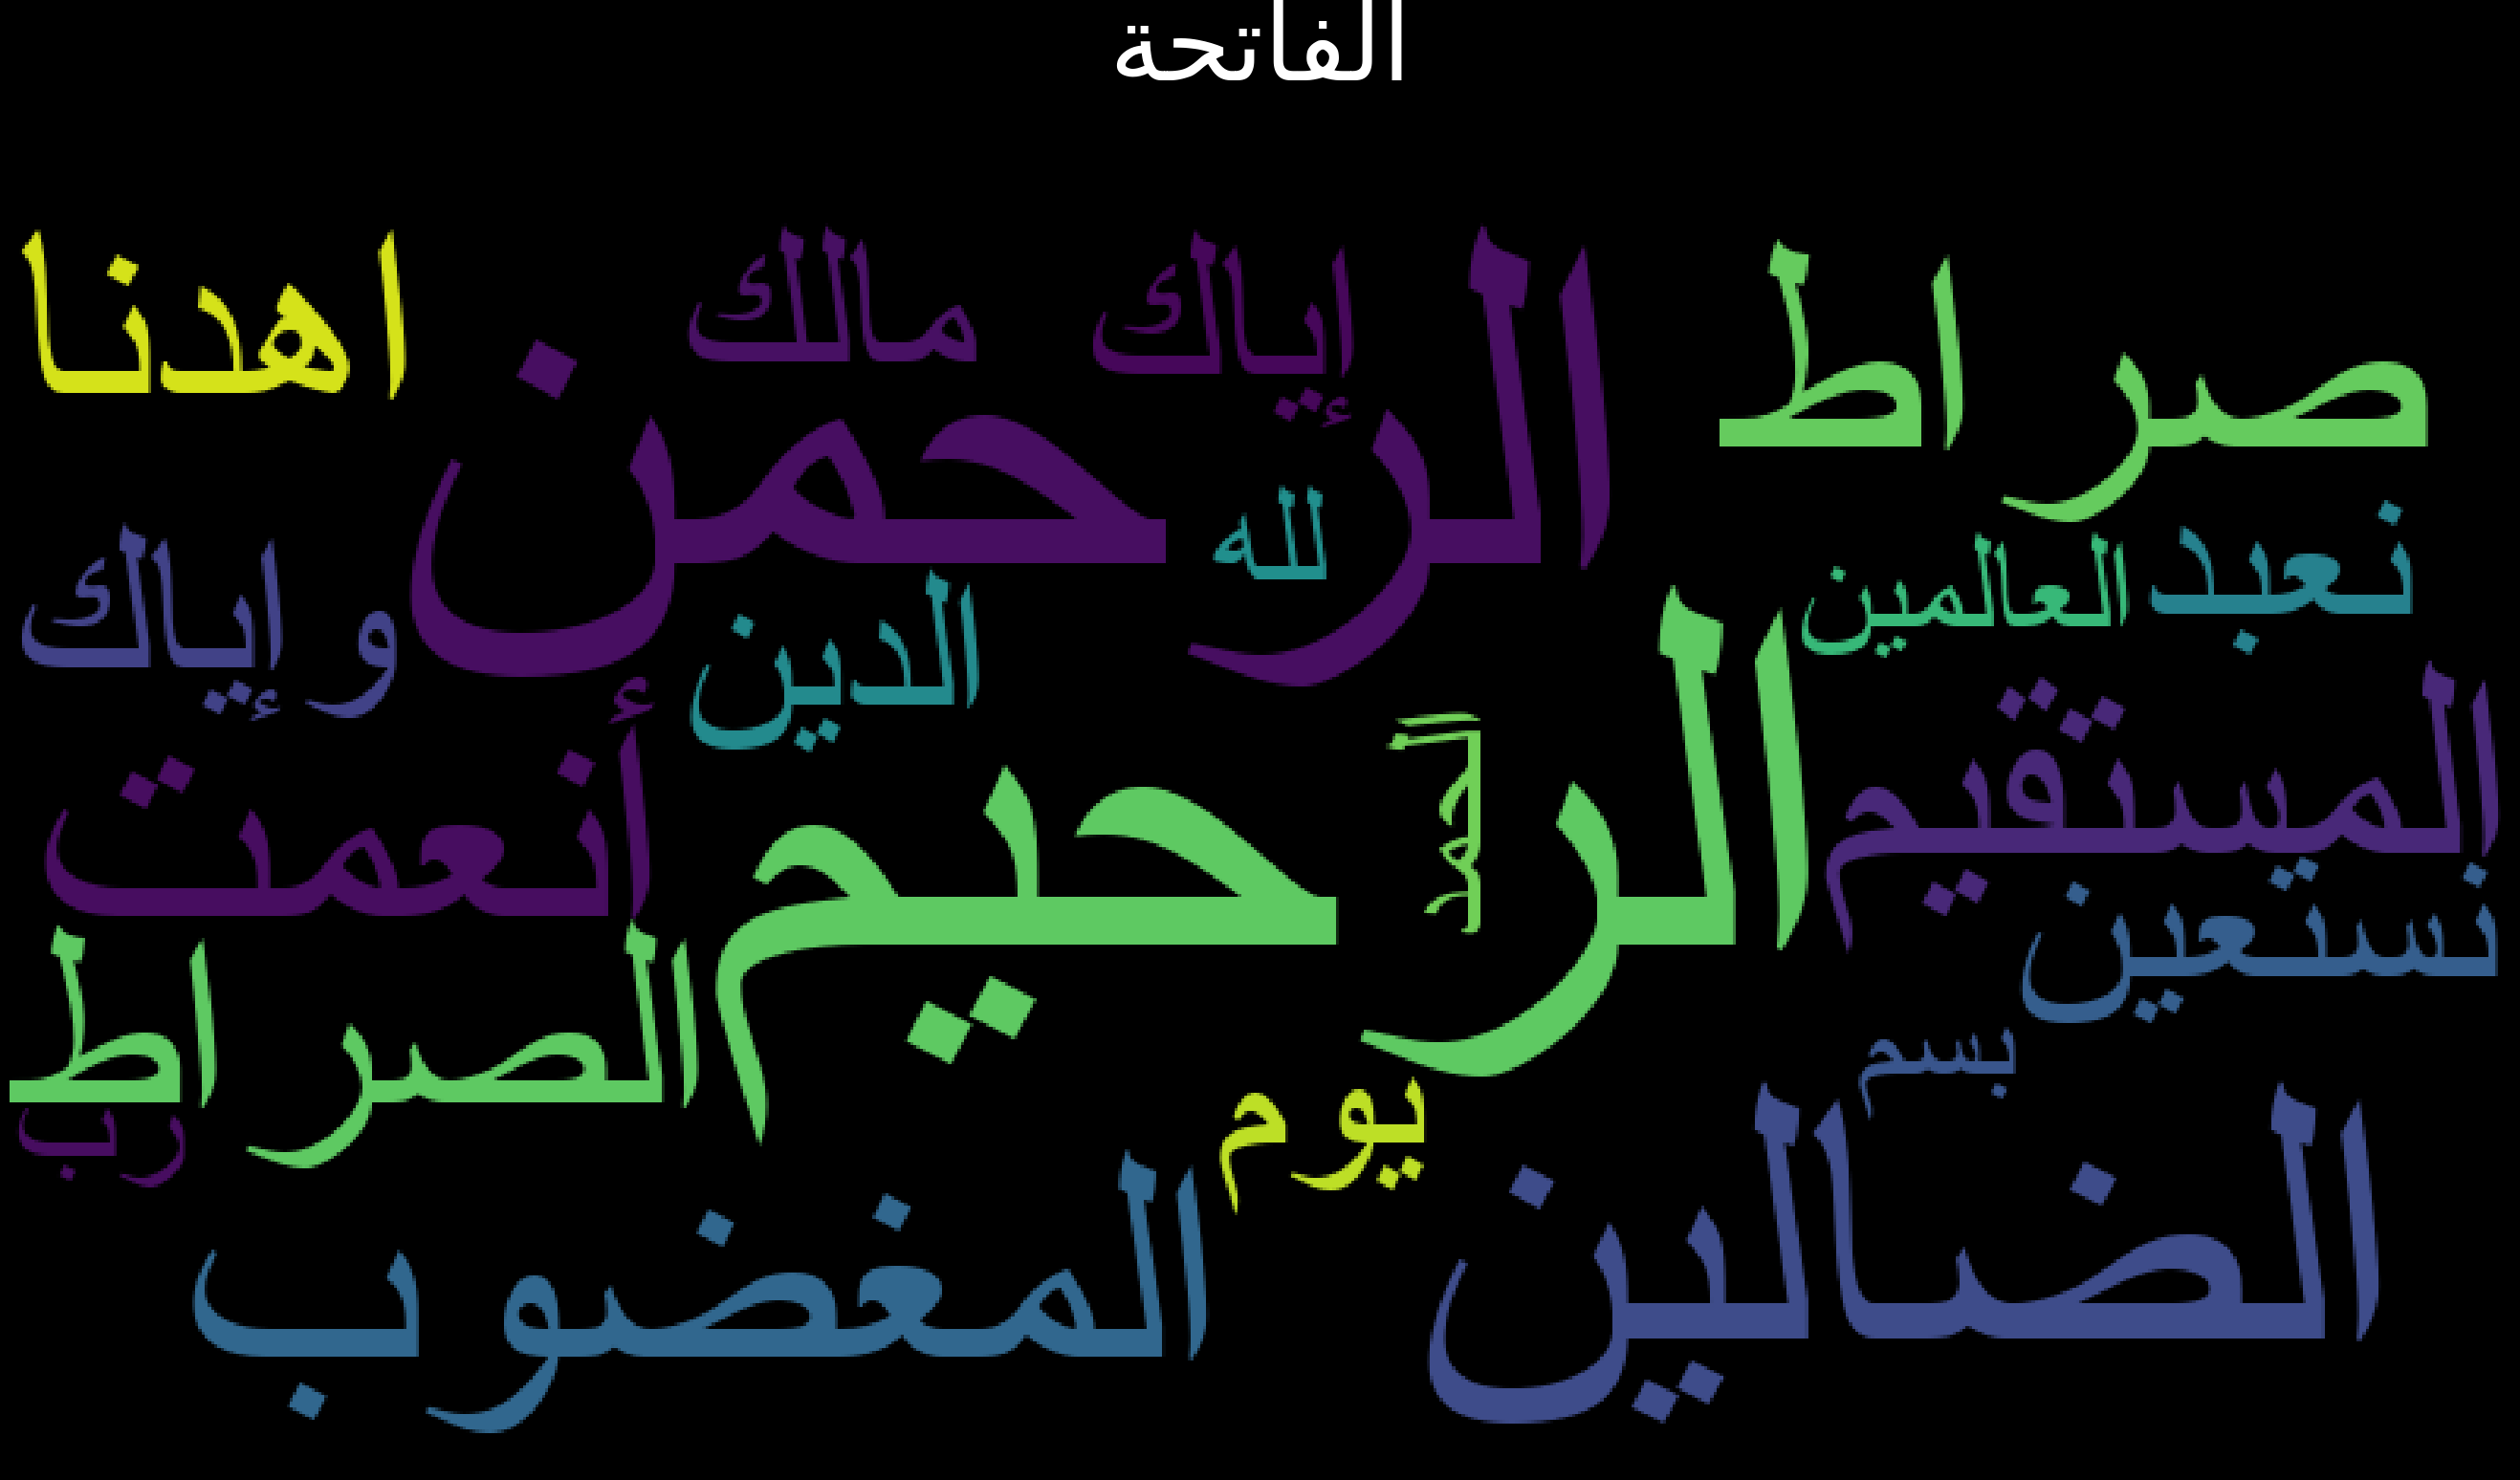 الفاتحة
صراط
الرحمن
إياك
مالك
اهدنا
نعبد
العالمين
لله
الدين
وإياك
المستقيم
الرحيم
الحمد
أنعمت
نستعين
الصراط
بسم
يوم
رب
الضالين
المغضوب